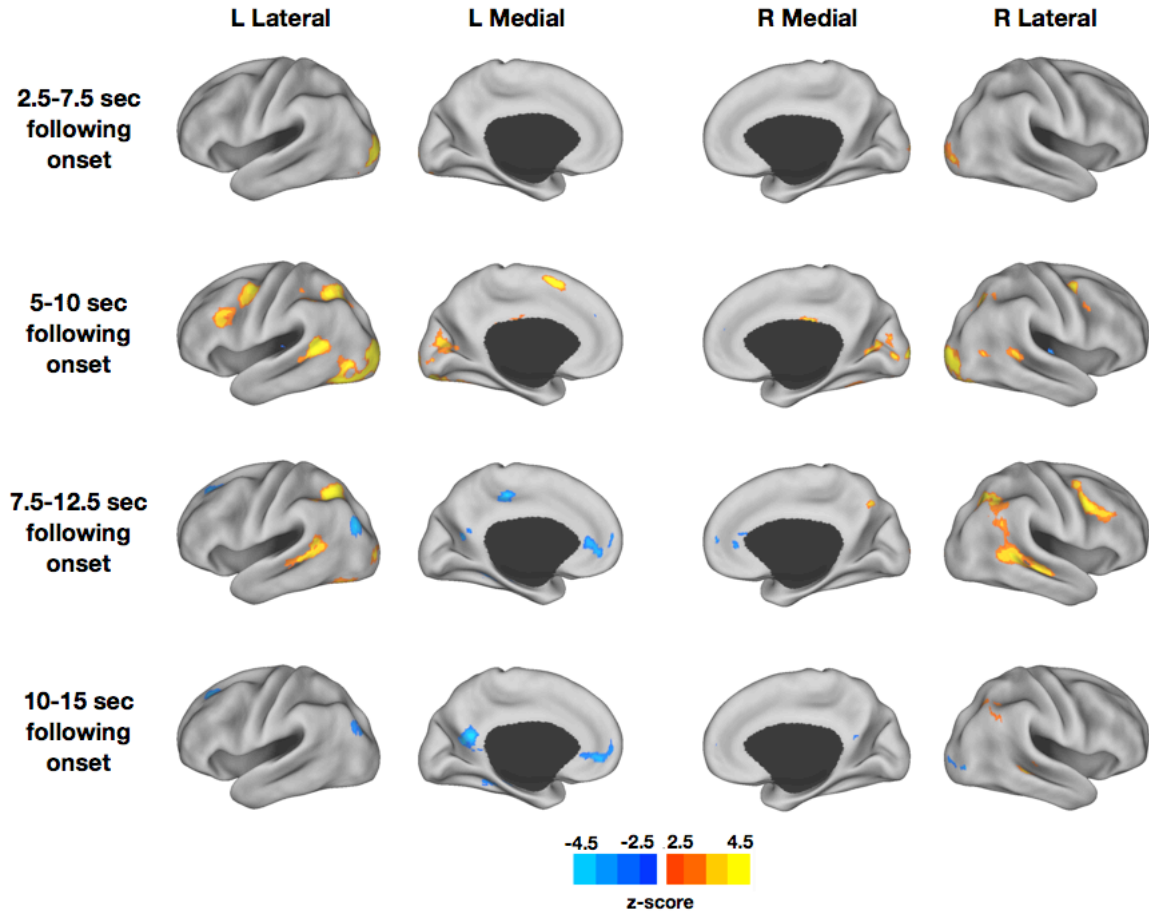 L Lateral
L Medial
R Medial
R Lateral
2.5-7.5 sec
following
onset
5-10 sec
following
onset
7.5-12.5 sec
following
onset
10-15 sec
following
onset
-4.5 -2.5 2.5 4.5
z-score